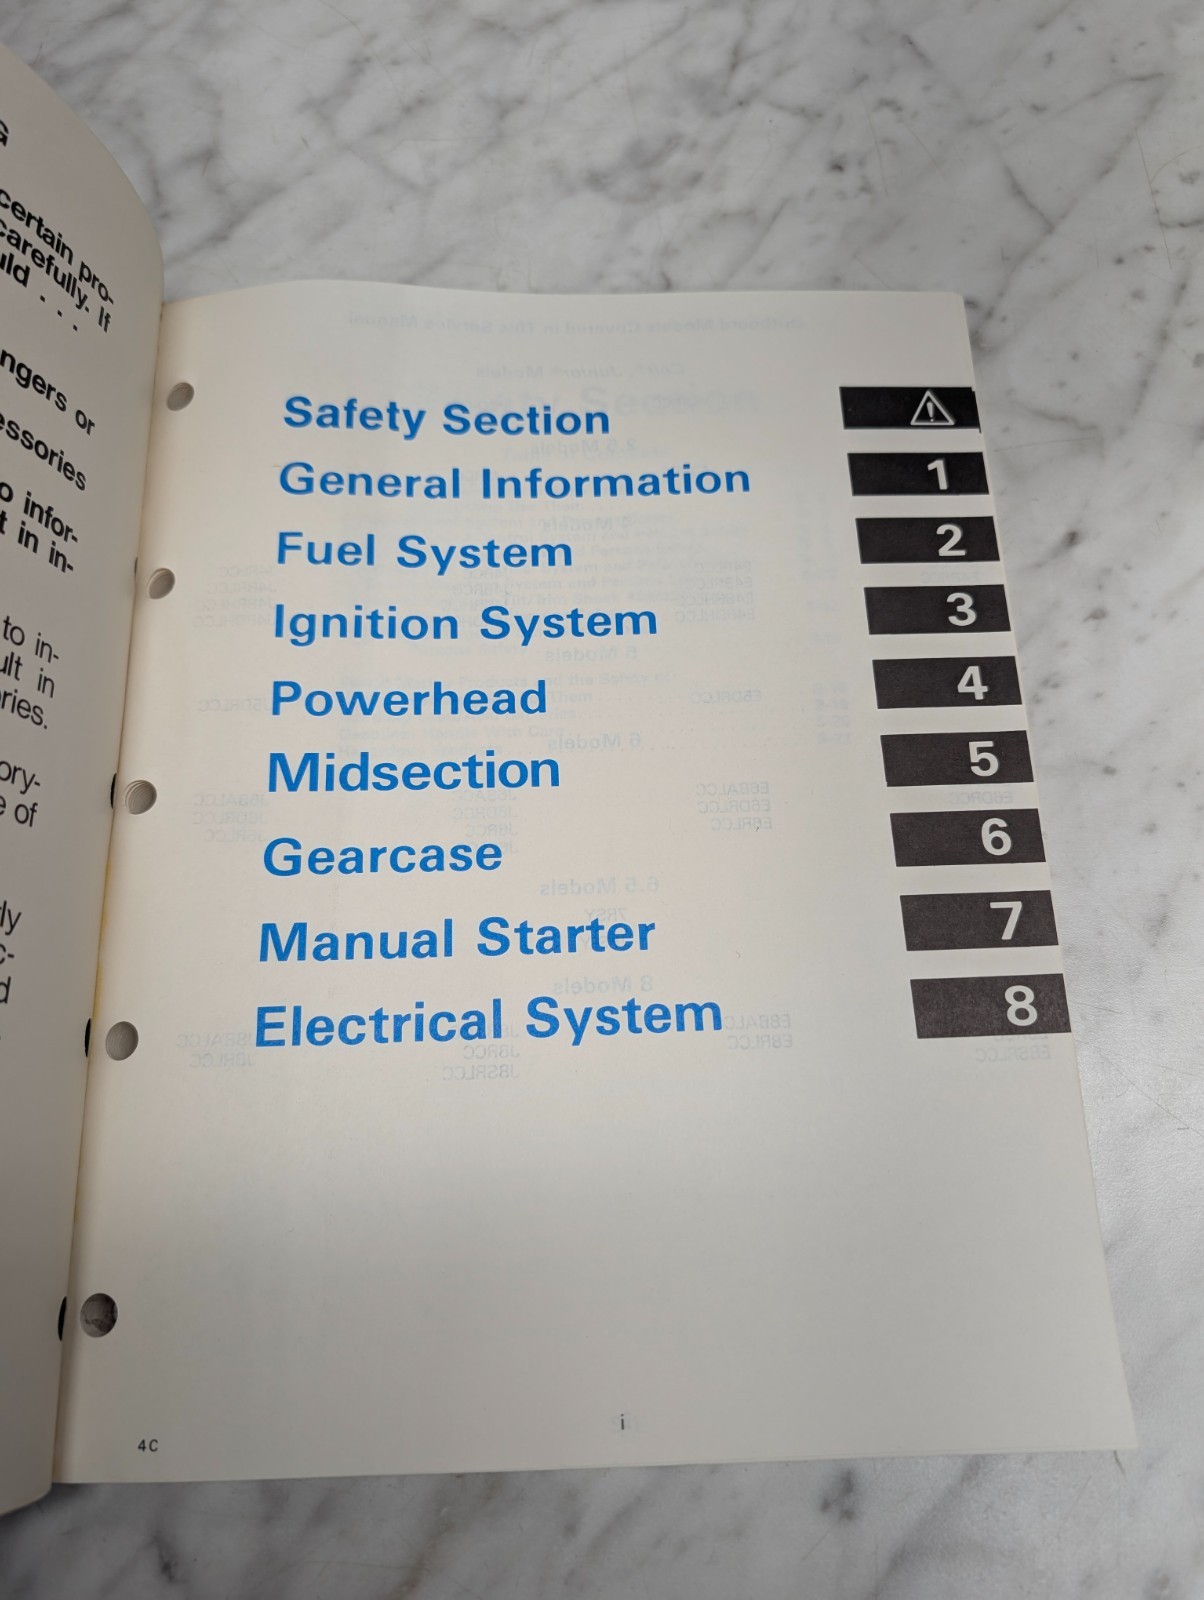 G
certain pro-
carefully. If
uld . . .
ngers or
essories
o infor-
t in in-
to in-
ult in
ries.
ory-
e of
ly
c-
d
Safety Section
General Information 1
Fuel System 2
Ignition System 3
Powerhead 4
Midsection 5
Gearcase 6
Manual Starter 7
Electrical System 8
i
4C